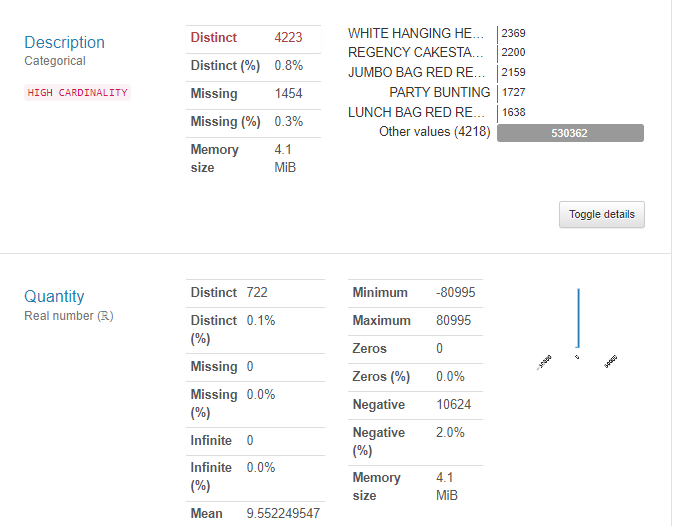 Description
Categorical
HIGH CARDINALITY
Distinct 4223
Distinct (%) 0.8%
Missing 1454
Missing (%) 0.3%
Memory size 4.1 MiB
WHITE HANGING HE... 2369
REGENCY CAKESTA... 2200
JUMBO BAG RED RE... 2159
PARTY BUNTING 1727
LUNCH BAG RED RE... 1638
Other values (4218) 530362
Toggle details
Quantity
Real number (ℝ)
Distinct 722
Distinct (%) 0.1%
Missing 0
Missing (%) 0.0%
Infinite 0
Infinite (%) 0.0%
Mean 9.552249547
Minimum -80995
Maximum 80995
Zeros 0
Zeros (%) 0.0%
Negative 10624
Negative (%) 2.0%
Memory size 4.1 MiB
0